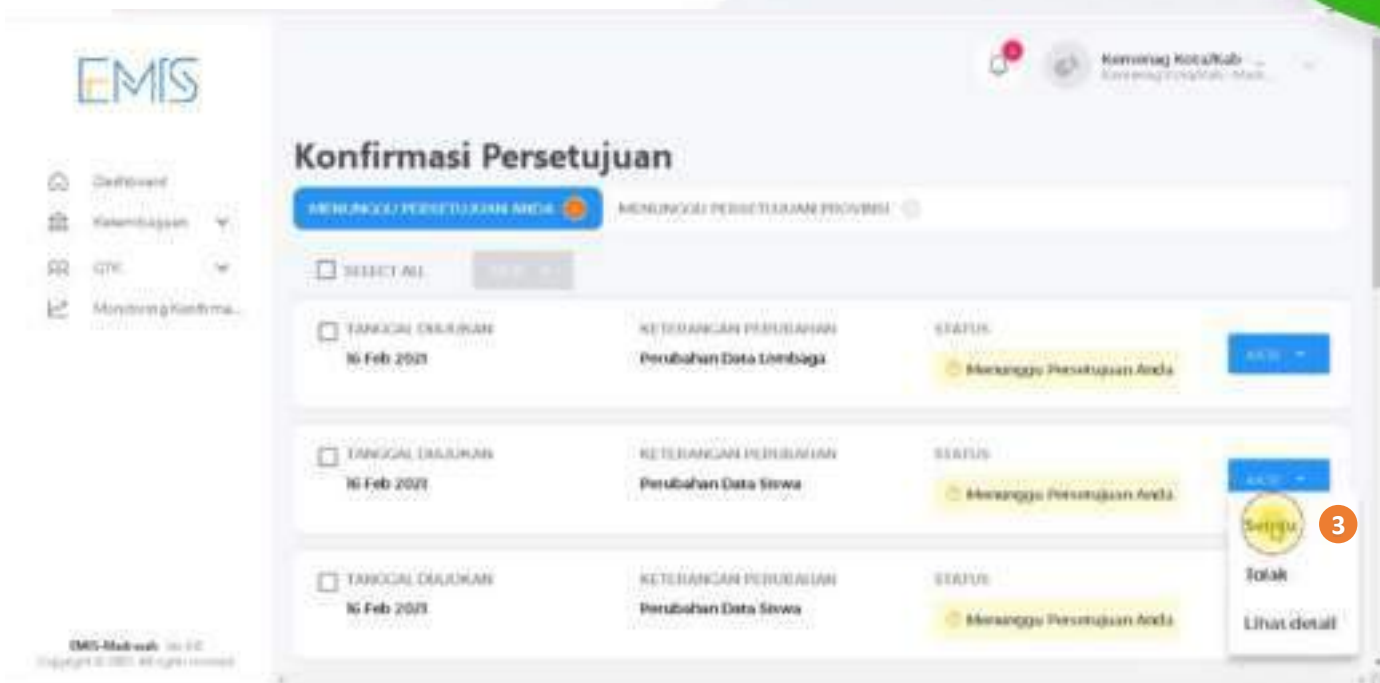 EMIS
Kemenag Kota/Kab ...
Konfirmasi Persetujuan
Dashboard
MENUNGGU PERSETUJUAN ANDA
MENUNGGU PERSETUJUAN PROVINSI
Kelembagaan
SELECT ALL
GTK
Monitoring Konfirma...
TANGGAL DIAJUKAN
KETERANGAN PERUBAHAN
STATUS
16 Feb 2021
Perubahan Data Lembaga
Menunggu Persetujuan Anda
AKSI
TANGGAL DIAJUKAN
KETERANGAN PERUBAHAN
STATUS
16 Feb 2021
Perubahan Data Siswa
Menunggu Persetujuan Anda
AKSI
Setuju
3
TANGGAL DIAJUKAN
KETERANGAN PERUBAHAN
STATUS
Tolak
16 Feb 2021
Perubahan Data Siswa
Menunggu Persetujuan Anda
Lihat detail
EMIS-Madrasah